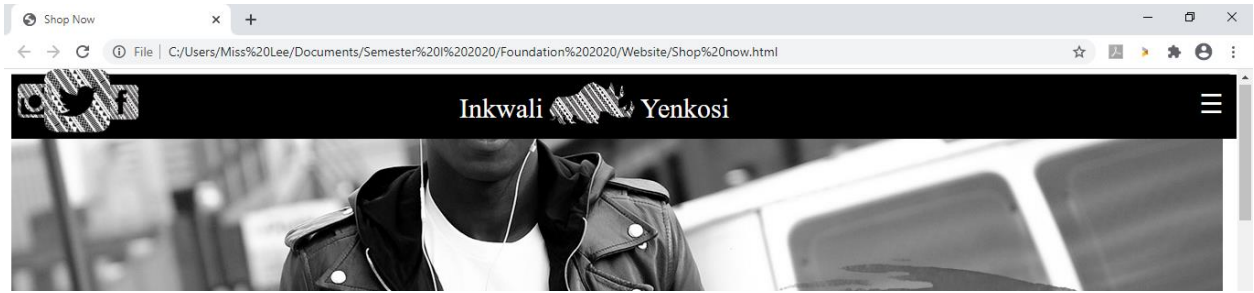 Shop Now
File | C:/Users/Miss%20Lee/Documents/Semester%20I%202020/Foundation%202020/Website/Shop%20now.html
Inkwali Yenkosi